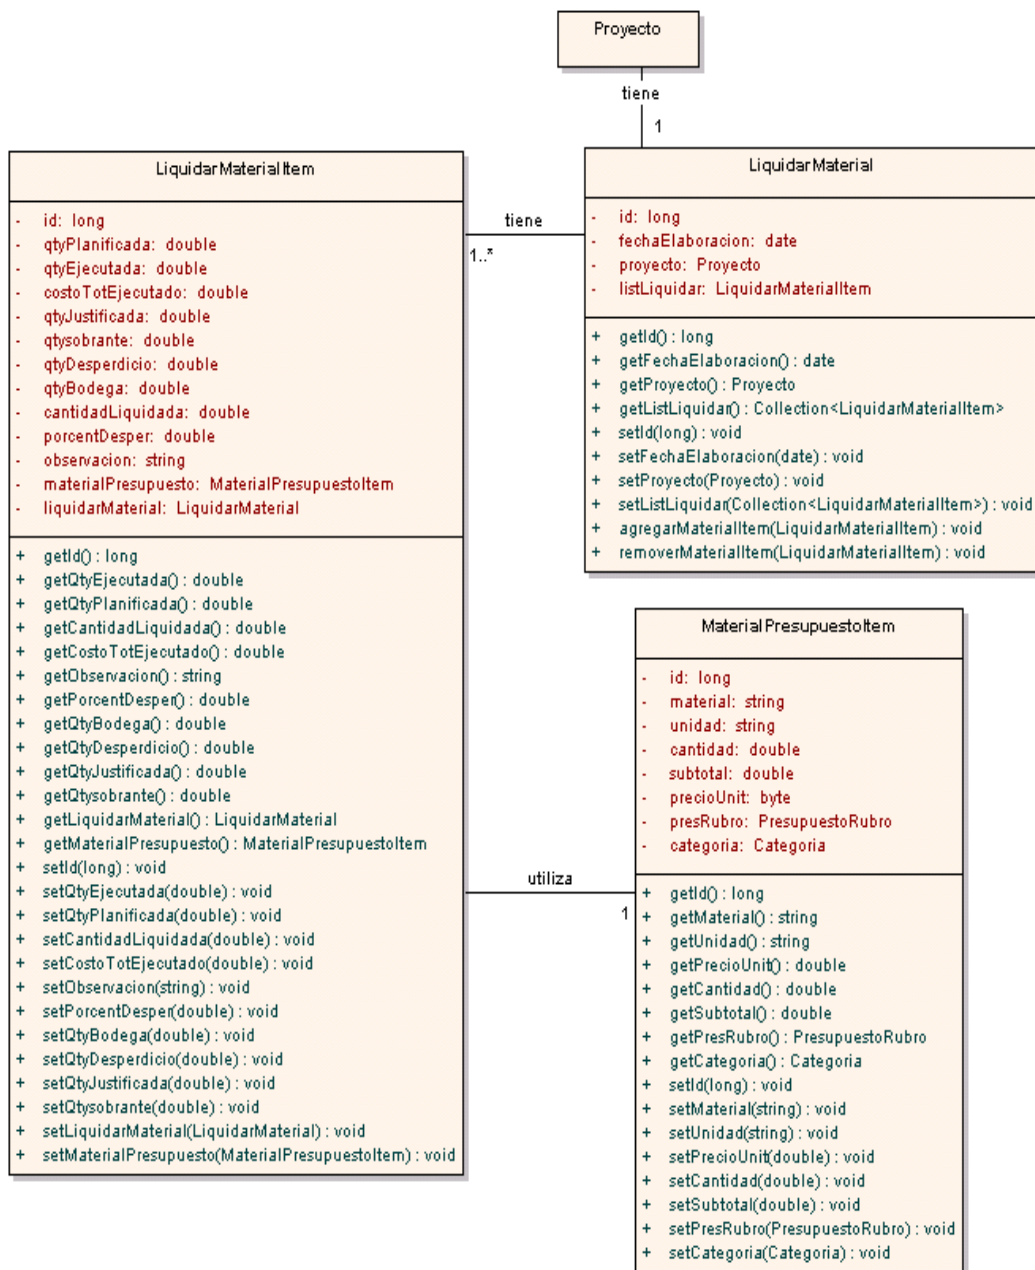 Proyecto
tiene
1
LiquidarMaterialItem
- id: long
- qtyPlanificada: double
- qtyEjecutada: double
- costoTotEjecutado: double
- qtyJustificada: double
- qtysobrante: double
- qtyDesperdicio: double
- qtyBodega: double
- cantidadLiquidada: double
- porcentDesper: double
- observacion: string
- materialPresupuesto: MaterialPresupuestoItem
- liquidarMaterial: LiquidarMaterial
+ getId() : long
+ getQtyEjecutada() : double
+ getQtyPlanificada() : double
+ getCantidadLiquidada() : double
+ getCostoTotEjecutado() : double
+ getObservacion() : string
+ getPorcentDesper() : double
+ getQtyBodega() : double
+ getQtyDesperdicio() : double
+ getQtyJustificada() : double
+ getQtysobrante() : double
+ getLiquidarMaterial() : LiquidarMaterial
+ getMaterialPresupuesto() : MaterialPresupuestoItem
+ setId(long) : void
+ setQtyEjecutada(double) : void
+ setQtyPlanificada(double) : void
+ setCantidadLiquidada(double) : void
+ setCostoTotEjecutado(double) : void
+ setObservacion(string) : void
+ setPorcentDesper(double) : void
+ setQtyBodega(double) : void
+ setQtyDesperdicio(double) : void
+ setQtyJustificada(double) : void
+ setQtysobrante(double) : void
+ setLiquidarMaterial(LiquidarMaterial) : void
+ setMaterialPresupuesto(MaterialPresupuestoItem) : void
tiene
1..*
LiquidarMaterial
- id: long
- fechaElaboracion: date
- proyecto: Proyecto
- listLiquidar: LiquidarMaterialItem
+ getId() : long
+ getFechaElaboracion() : date
+ getProyecto() : Proyecto
+ getListLiquidar() : Collection<LiquidarMaterialItem>
+ setId(long) : void
+ setFechaElaboracion(date) : void
+ setProyecto(Proyecto) : void
+ setListLiquidar(Collection<LiquidarMaterialItem>) : void
+ agregarMaterialItem(LiquidarMaterialItem) : void
+ removerMaterialItem(LiquidarMaterialItem) : void
utiliza
1
MaterialPresupuestoItem
- id: long
- material: string
- unidad: string
- cantidad: double
- subtotal: double
- precioUnit: byte
- presRubro: PresupuestoRubro
- categoria: Categoria
+ getId() : long
+ getMaterial() : string
+ getUnidad() : string
+ getPrecioUnit() : double
+ getCantidad() : double
+ getSubtotal() : double
+ getPresRubro() : PresupuestoRubro
+ getCategoria() : Categoria
+ setId(long) : void
+ setMaterial(string) : void
+ setUnidad(string) : void
+ setPrecioUnit(double) : void
+ setCantidad(double) : void
+ setSubtotal(double) : void
+ setPresRubro(PresupuestoRubro) : void
+ setCategoria(Categoria) : void